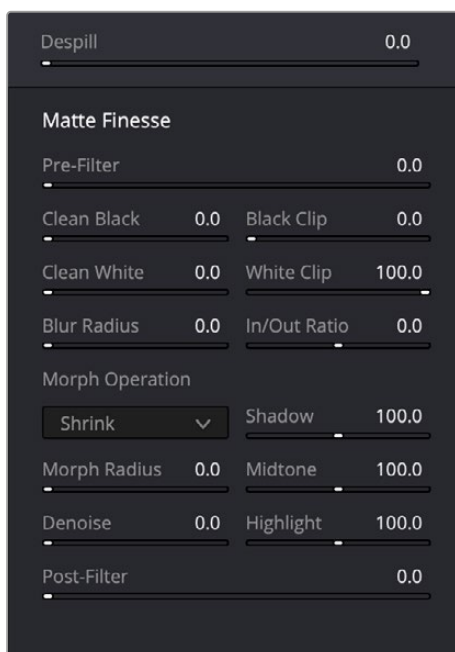 Despill 0.0
Matte Finesse
Pre-Filter 0.0
Clean Black 0.0 Black Clip 0.0
Clean White 0.0 White Clip 100.0
Blur Radius 0.0 In/Out Ratio 0.0
Morph Operation
Shrink Shadow 100.0
Morph Radius 0.0 Midtone 100.0
Denoise 0.0 Highlight 100.0
Post-Filter 0.0